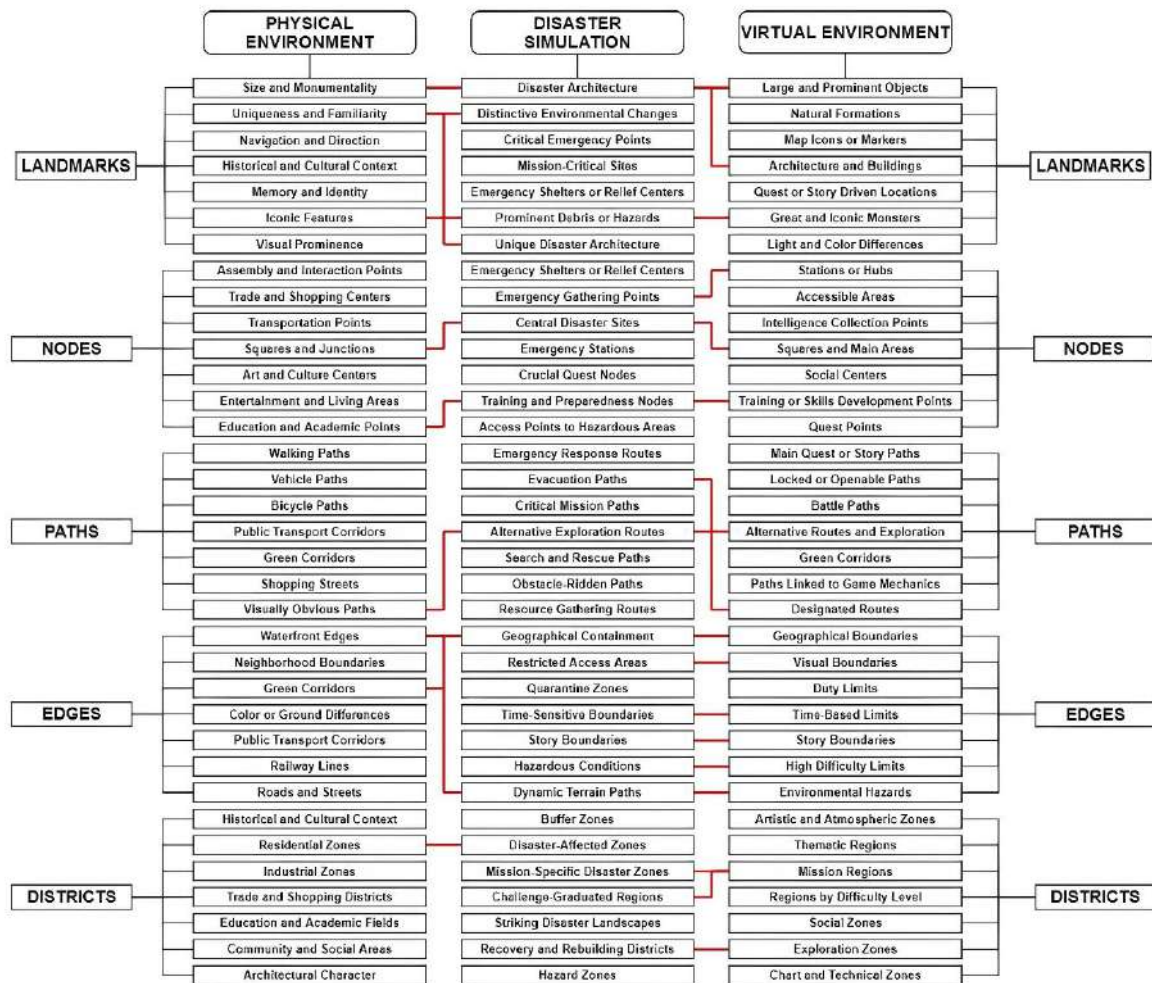 PHYSICAL
ENVIRONMENT
DISASTER
SIMULATION
VIRTUAL ENVIRONMENT
LANDMARKS
Size and Monumentality
Disaster Architecture
Large and Prominent Objects
LANDMARKS
Uniqueness and Familiarity
Distinctive Environmental Changes
Natural Formations
Navigation and Direction
Critical Emergency Points
Map Icons or Markers
Historical and Cultural Context
Mission-Critical Sites
Architecture and Buildings
Memory and Identity
Emergency Shelters or Relief Centers
Quest or Story Driven Locations
Iconic Features
Prominent Debris or Hazards
Great and Iconic Monsters
Visual Prominence
Unique Disaster Architecture
Light and Color Differences
NODES
Assembly and Interaction Points
Emergency Shelters or Relief Centers
Stations or Hubs
NODES
Trade and Shopping Centers
Emergency Gathering Points
Accessible Areas
Transportation Points
Central Disaster Sites
Intelligence Collection Points
Squares and Junctions
Emergency Stations
Squares and Main Areas
Art and Culture Centers
Crucial Quest Nodes
Social Centers
Entertainment and Living Areas
Training and Preparedness Nodes
Training or Skills Development Points
Education and Academic Points
Access Points to Hazardous Areas
Quest Points
PATHS
Walking Paths
Emergency Response Routes
Main Quest or Story Paths
PATHS
Vehicle Paths
Evacuation Paths
Locked or Openable Paths
Bicycle Paths
Critical Mission Paths
Battle Paths
Public Transport Corridors
Alternative Exploration Routes
Alternative Routes and Exploration
Green Corridors
Search and Rescue Paths
Green Corridors
Shopping Streets
Obstacle-Ridden Paths
Paths Linked to Game Mechanics
Visually Obvious Paths
Resource Gathering Routes
Designated Routes
EDGES
Waterfront Edges
Geographical Containment
Geographical Boundaries
EDGES
Neighborhood Boundaries
Restricted Access Areas
Visual Boundaries
Green Corridors
Quarantine Zones
Duty Limits
Color or Ground Differences
Time-Sensitive Boundaries
Time-Based Limits
Public Transport Corridors
Story Boundaries
Story Boundaries
Railway Lines
Hazardous Conditions
High Difficulty Limits
Roads and Streets
Dynamic Terrain Paths
Environmental Hazards
DISTRICTS
Historical and Cultural Context
Buffer Zones
Artistic and Atmospheric Zones
DISTRICTS
Residential Zones
Disaster-Affected Zones
Thematic Regions
Industrial Zones
Mission-Specific Disaster Zones
Mission Regions
Trade and Shopping Districts
Challenge-Graduated Regions
Regions by Difficulty Level
Education and Academic Fields
Striking Disaster Landscapes
Social Zones
Community and Social Areas
Recovery and Rebuilding Districts
Exploration Zones
Architectural Character
Hazard Zones
Chart and Technical Zones